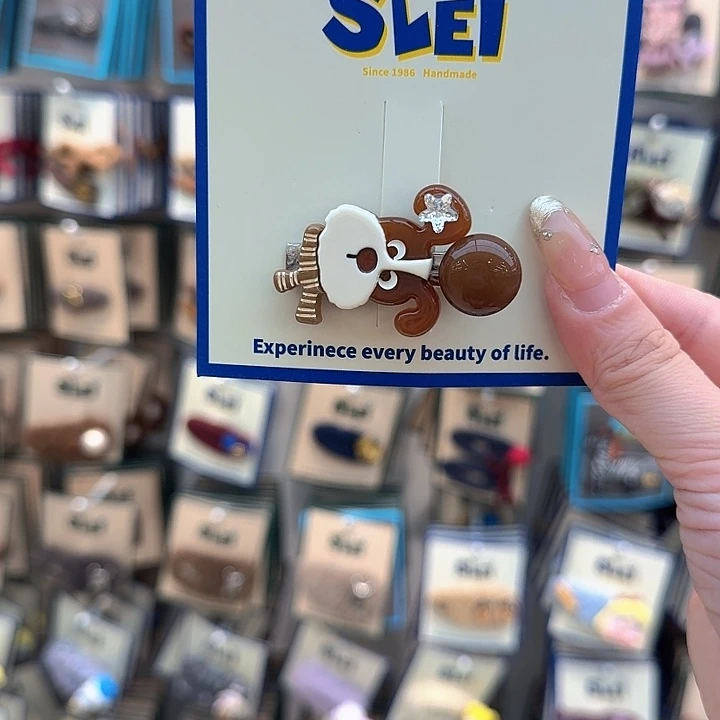 SLEI
Since 1986 Handmade
Experinece every beauty of life.